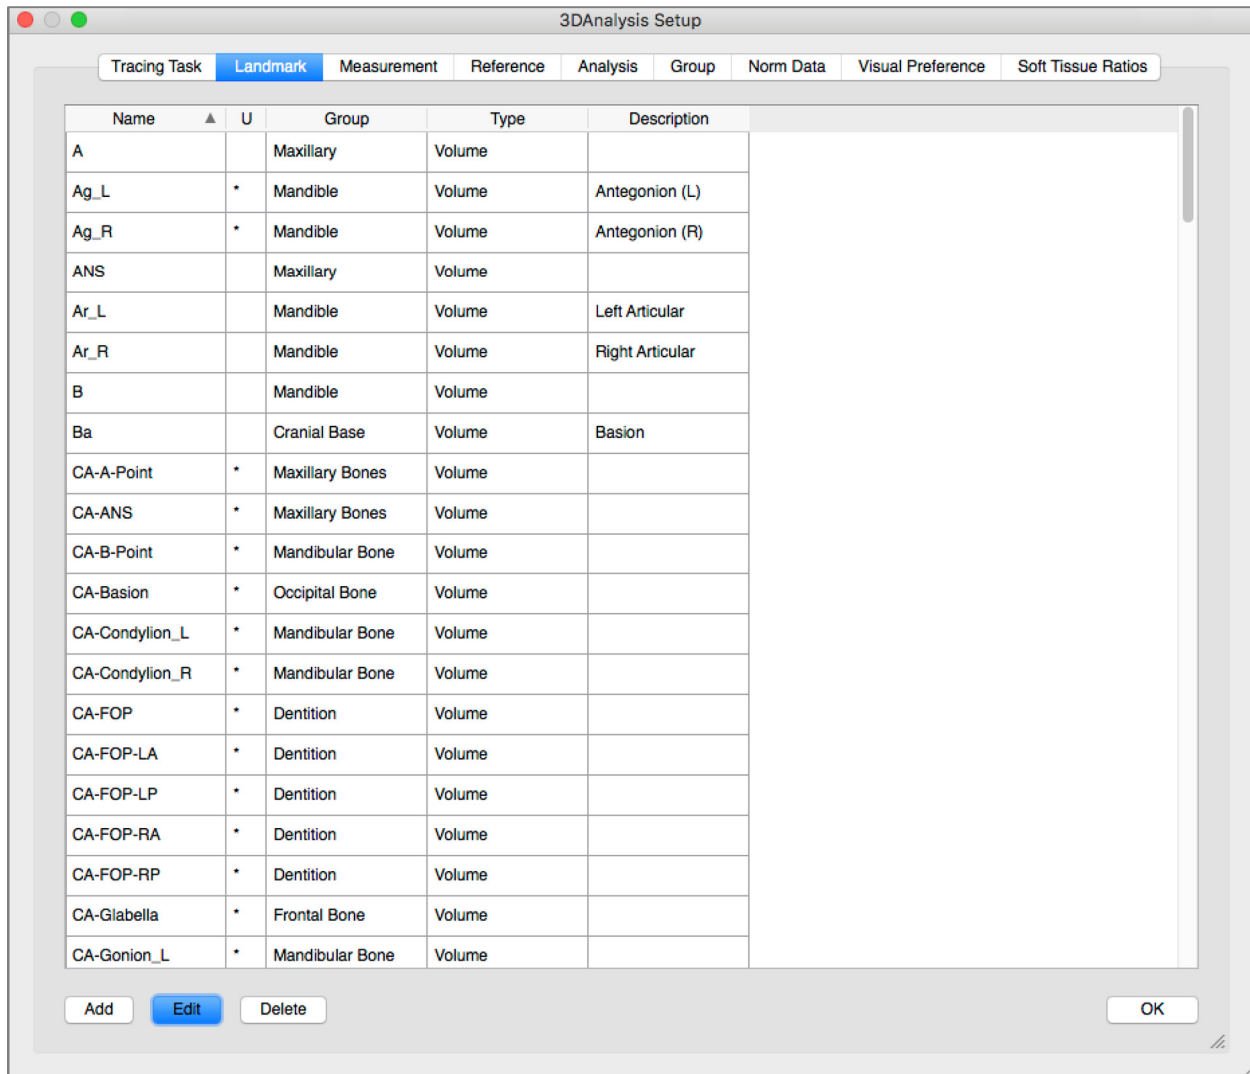 3DAnalysis Setup
Tracing Task Landmark Measurement Reference Analysis Group Norm Data Visual Preference Soft Tissue Ratios
Name ▲ U Group Type Description
A Maxillary Volume
Ag_L * Mandible Volume Antegonion (L)
Ag_R * Mandible Volume Antegonion (R)
ANS Maxillary Volume
Ar_L Mandible Volume Left Articular
Ar_R Mandible Volume Right Articular
B Mandible Volume
Ba Cranial Base Volume Basion
CA-A-Point * Maxillary Bones Volume
CA-ANS * Maxillary Bones Volume
CA-B-Point * Mandibular Bone Volume
CA-Basion * Occipital Bone Volume
CA-Condylion_L * Mandibular Bone Volume
CA-Condylion_R * Mandibular Bone Volume
CA-FOP * Dentition Volume
CA-FOP-LA * Dentition Volume
CA-FOP-LP * Dentition Volume
CA-FOP-RA * Dentition Volume
CA-FOP-RP * Dentition Volume
CA-Glabella * Frontal Bone Volume
CA-Gonion_L * Mandibular Bone Volume
Add Edit Delete OK